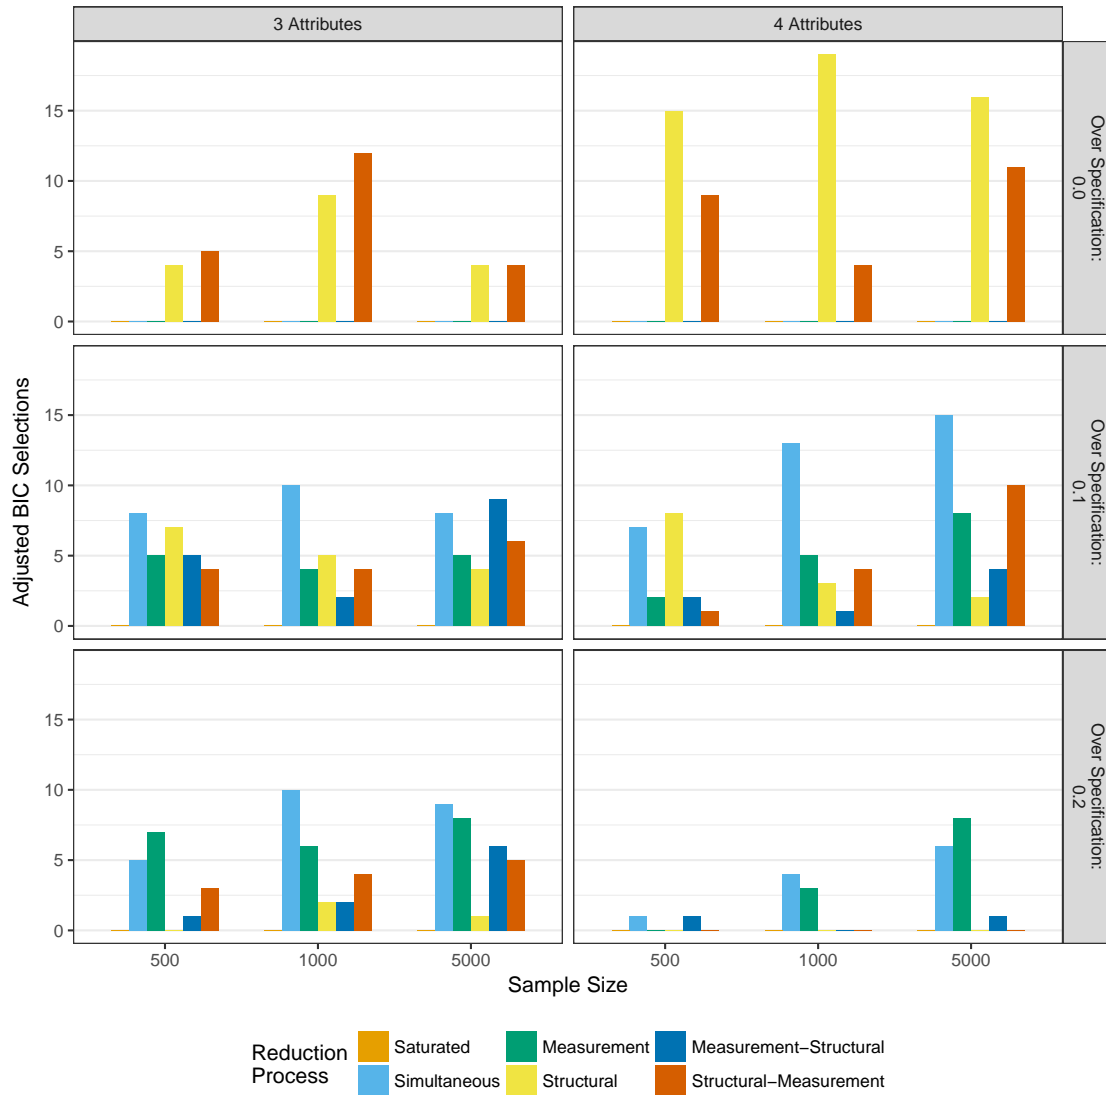 3 Attributes
4 Attributes
Adjusted BIC Selections
15
10
5
0
Over Specification:
0.0
15
10
5
0
Over Specification:
0.1
15
10
5
0
Over Specification:
0.2
500
1000
5000
500
1000
5000
Sample Size
Reduction
Process
Saturated
Measurement
Measurement−Structural
Simultaneous
Structural
Structural−Measurement